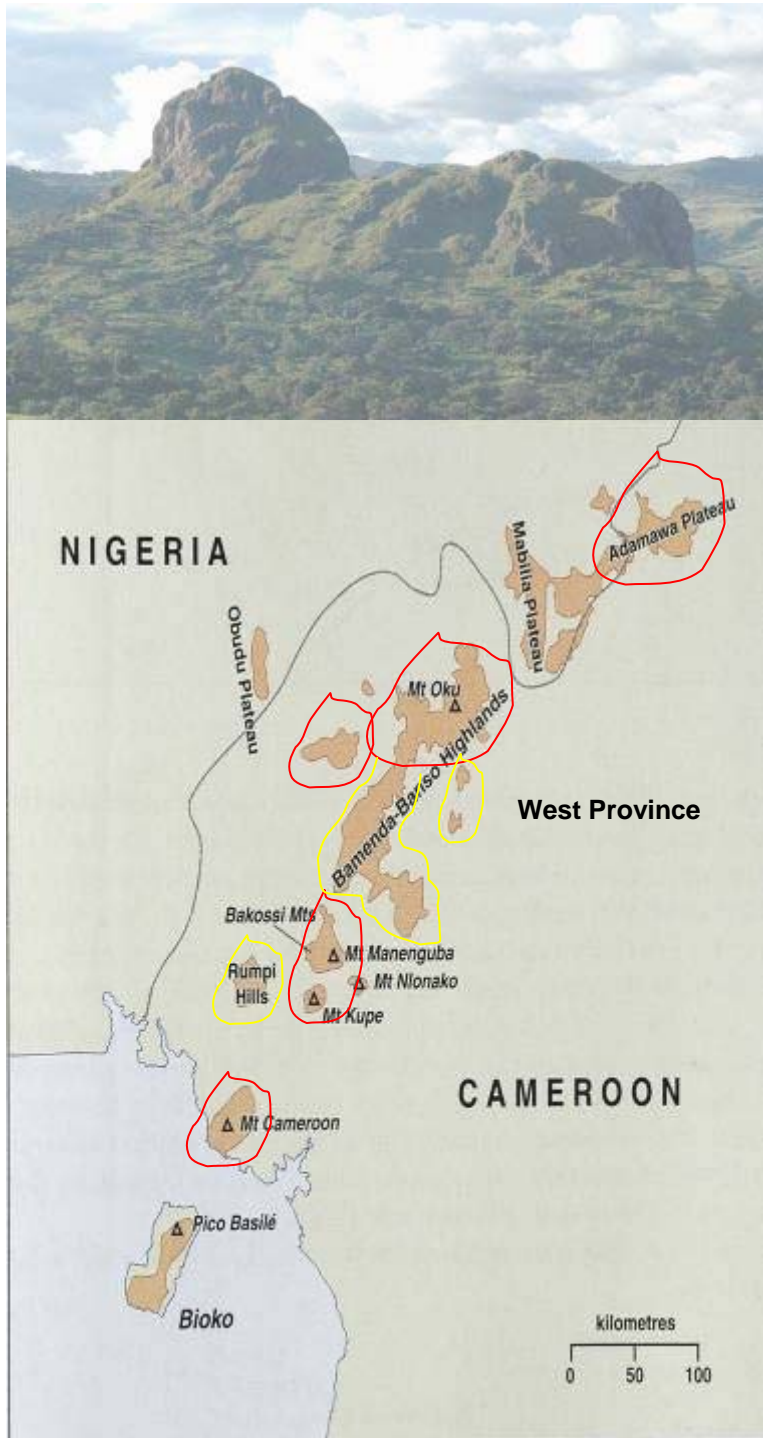 NIGERIA
Adamawa Plateau
Mabilia Plateau
Obudu Plateau
Mt Oku
Bamenda-Banso Highlands
West Province
Bakossi Mts
Mt Manenguba
Rumpi
Hills
Mt Nlonako
Mt Kupe
CAMEROON
Mt Cameroon
Pico Basilé
Bioko
kilometres
0 50 100